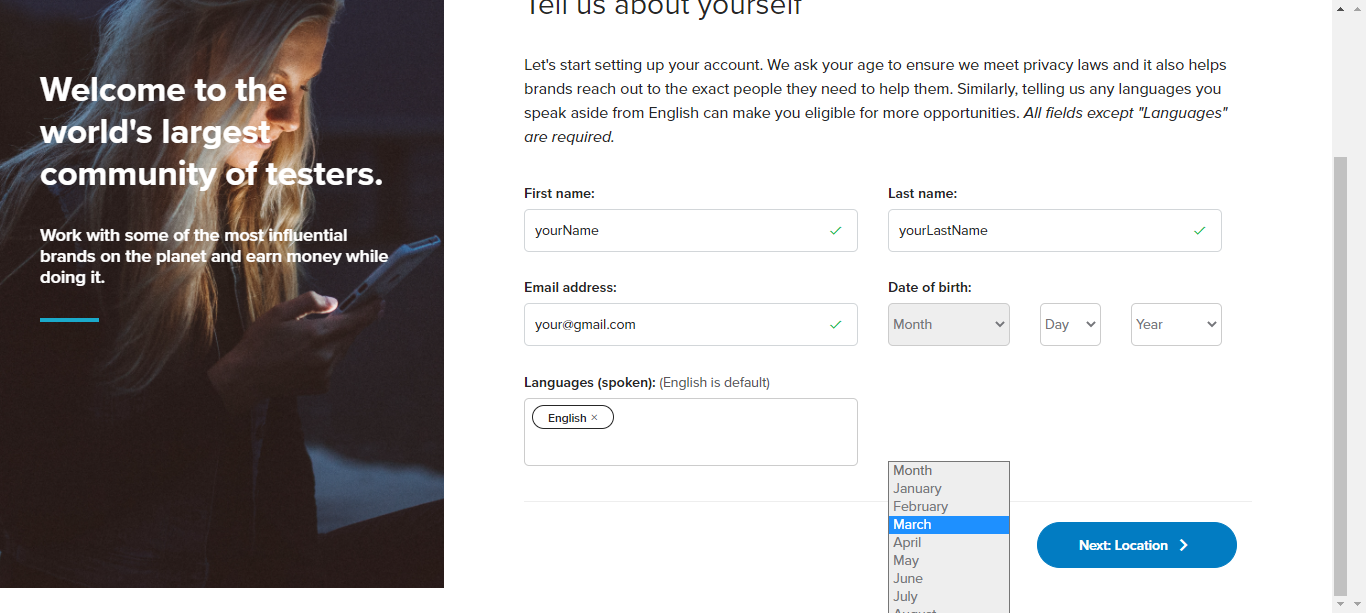 Tell us about yourself
Welcome to the
world's largest
community of testers.
Work with some of the most influential
brands on the planet and earn money while
doing it.
Let's start setting up your account. We ask your age to ensure we meet privacy laws and it also helps
brands reach out to the exact people they need to help them. Similarly, telling us any languages you
speak aside from English can make you eligible for more opportunities. All fields except "Languages"
are required.
First name:
Last name:
yourName
yourLastName
Email address:
Date of birth:
your@gmail.com
Month
Day
Year
Languages (spoken): (English is default)
English ×
Month
January
February
March
April
May
June
July
August
Next: Location